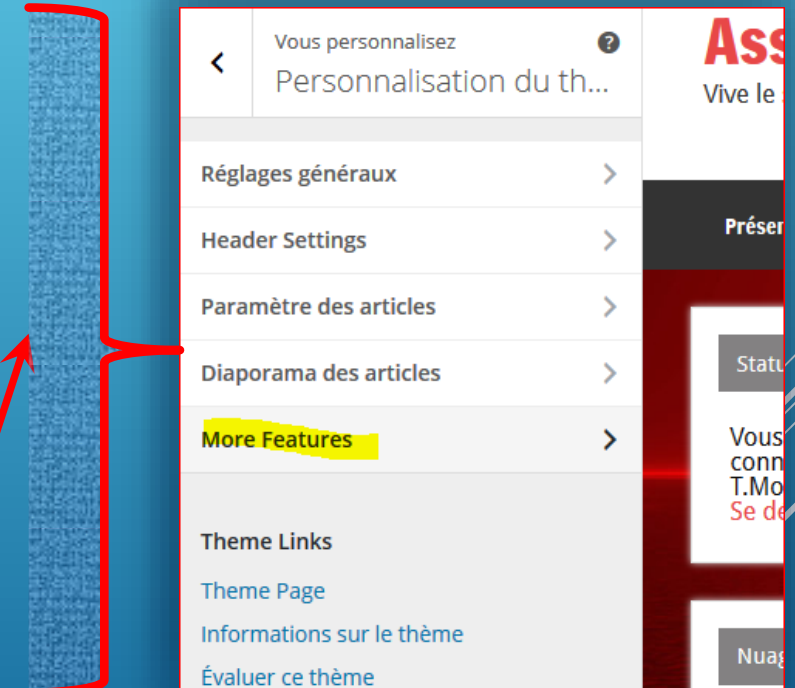 Vous personnalisez
Personnalisation du th...
Réglages généraux
Header Settings
Paramètre des articles
Diaporama des articles
More Features
Theme Links
Theme Page
Informations sur le thème
Évaluer ce thème
Ass
Vive le
Présen
Statu
Vous
conn
T.Mo
Se de
Nuag